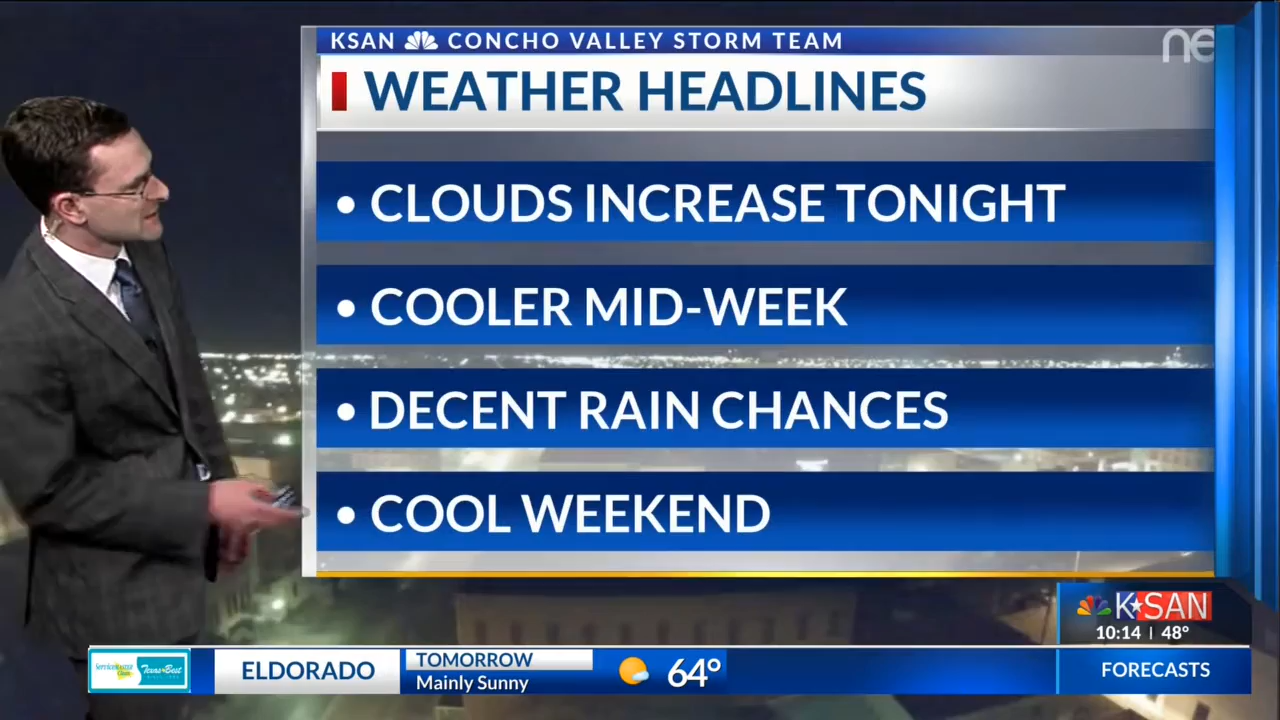 KSAN CONCHO VALLEY STORM TEAM
ne
WEATHER HEADLINES
• CLOUDS INCREASE TONIGHT
• COOLER MID-WEEK
• DECENT RAIN CHANCES
• COOL WEEKEND
KSAN
10:14 | 48°
ELDORADO
TOMORROW
Mainly Sunny
64°
FORECASTS